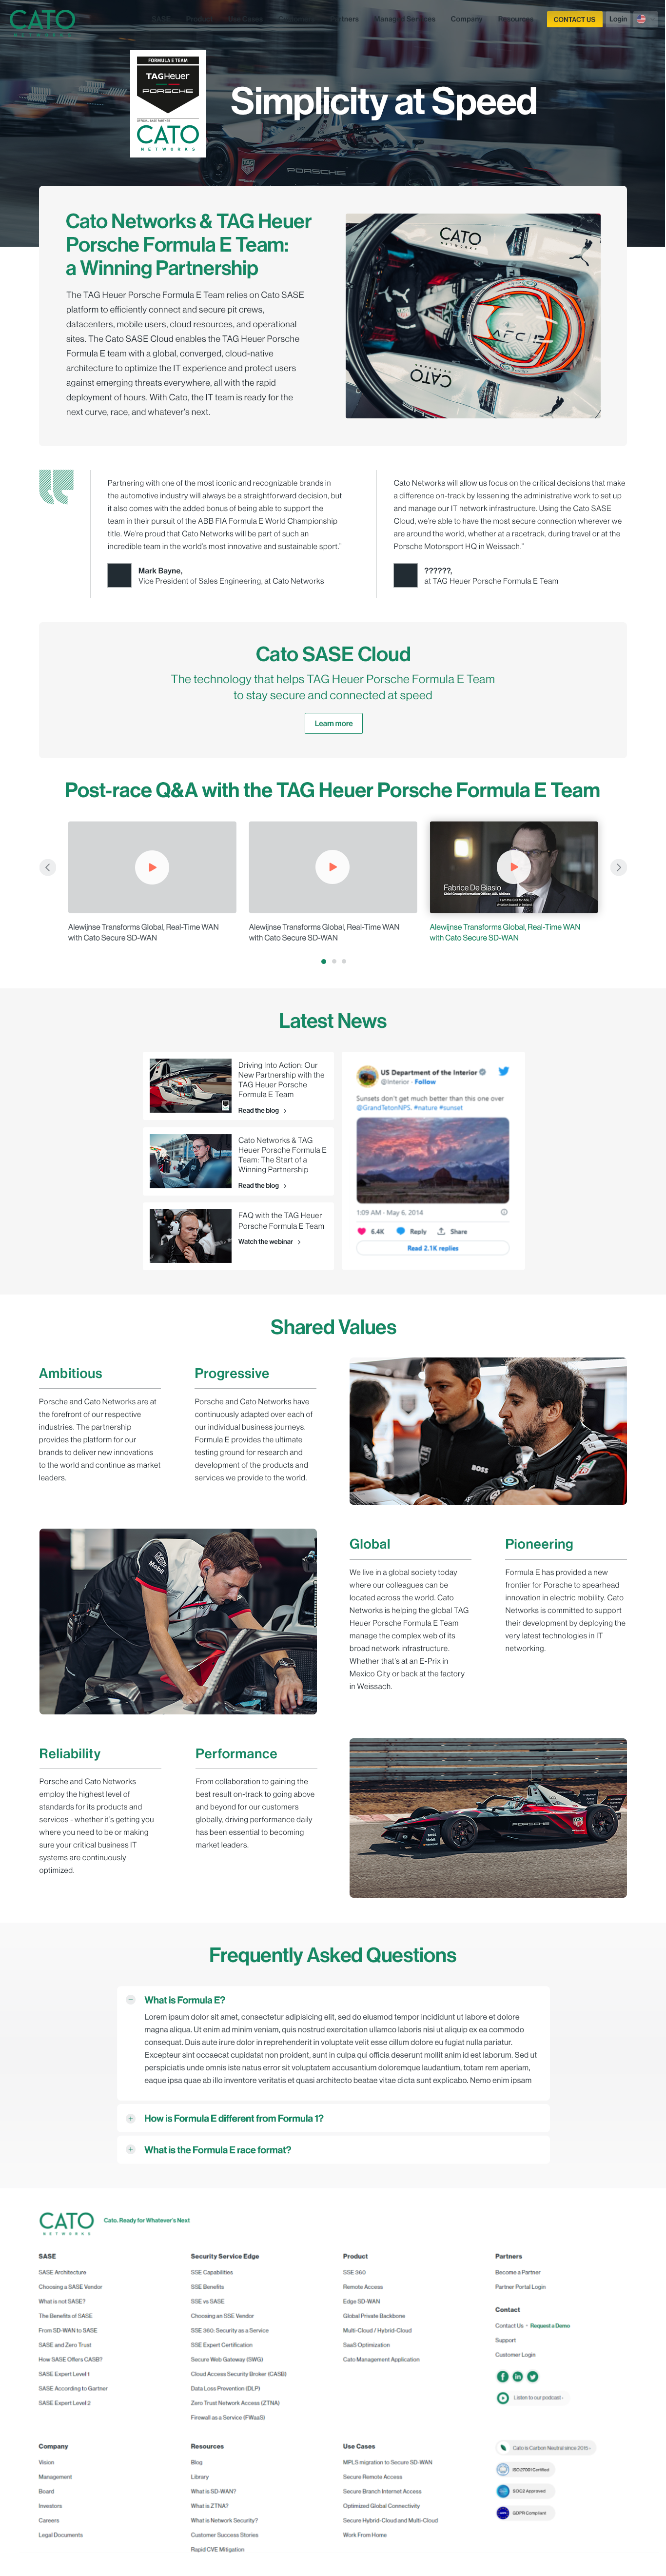 CATO
NETWORKS
Partners
Managed Services
Company
Resources
CONTACT US
Login
FORMULA E TEAM
TAGHeuer
PORSCHE
CATO
NETWORKS
Simplicity at Speed
PORSCHE
Cato Networks & TAG Heuer
Porsche Formula E Team:
a Winning Partnership
The TAG Heuer Porsche Formula E Team relies on Cato SASE
platform to efficiently connect and secure pit crews,
datacenters, mobile users, cloud resources, and operational
sites. The Cato SASE Cloud enables the TAG Heuer Porsche
Formula E team with a global, converged, cloud-native
architecture to optimize the IT experience and protect users
against emerging threats everywhere, all with the rapid
deployment of hours. With Cato, the IT team is ready for the
next curve, race, and whatever's next.
CATO
CATO
Partnering with one of the most iconic and recognizable brands in
the automotive industry will always be a straightforward decision, but
it also comes with the added bonus of being able to support the
team in their pursuit of the ABB FIA Formula E World Championship
title. We're proud that Cato Networks will be part of such an
incredible team in the world's most innovative and sustainable sport."
Mark Bayne,
Vice President of Sales Engineering, at Cato Networks
Cato Networks will allow us focus on the critical decisions that make
a difference on-track by lessening the administrative work to set up
and manage our IT network infrastructure. Using the Cato SASE
Cloud, we're able to have the most secure connection wherever we
are around the world, whether at a racetrack, during travel or at the
Porsche Motorsport HQ in Weissach."
??????,
at TAG Heuer Porsche Formula E Team
Cato SASE Cloud
The technology that helps TAG Heuer Porsche Formula E Team
to stay secure and connected at speed
Learn more
Post-race Q&A with the TAG Heuer Porsche Formula E Team
Fabrice De Biasio
Alewijnse Transforms Global, Real-Time WAN
with Cato Secure SD-WAN
Alewijnse Transforms Global, Real-Time WAN
with Cato Secure SD-WAN
Alewijnse Transforms Global, Real-Time WAN
with Cato Secure SD-WAN
Latest News
Driving Into Action: Our
New Partnership with the
TAG Heuer Porsche
Formula E Team
Read the blog
Cato Networks & TAG
Heuer Porsche Formula E
Team: The Start of a
Winning Partnership
Read the blog
FAQ with the TAG Heuer
Porsche Formula E Team
Watch the webinar
US Department of the Interior
@Interior · Follow
Sunsets don't get much better than this one over
@GrandTetonNPS. #nature #sunset
1:09 AM · May 6, 2014
6.4K Reply Share
Read 2.1K replies
Shared Values
Ambitious
Porsche and Cato Networks are at
the forefront of our respective
industries. The partnership
provides the platform for our
brands to deliver new innovations
to the world and continue as market
leaders.
Progressive
Porsche and Cato Networks have
continuously adapted over each of
our individual business journeys.
Formula E provides the ultimate
testing ground for research and
development of the products and
services we provide to the world.
BOSS
Mobil
Global
We live in a global society today
where our colleagues can be
located across the world. Cato
Networks is helping the global TAG
Heuer Porsche Formula E Team
manage the complex web of its
broad network infrastructure.
Whether that's at an E-Prix in
Mexico City or back at the factory
in Weissach.
Pioneering
Formula E has provided a new
frontier for Porsche to spearhead
innovation in electric mobility. Cato
Networks is committed to support
their development by deploying the
very latest technologies in IT
networking.
Reliability
Porsche and Cato Networks
employ the highest level of
standards for its products and
services - whether it's getting you
where you need to be or making
sure your critical business IT
systems are continuously
optimized.
Performance
From collaboration to gaining the
best result on-track to going above
and beyond for our customers
globally, driving performance daily
has been essential to becoming
market leaders.
PORSCHE
Frequently Asked Questions
What is Formula E?
Lorem ipsum dolor sit amet, consectetur adipisicing elit, sed do eiusmod tempor incididunt ut labore et dolore
magna aliqua. Ut enim ad minim veniam, quis nostrud exercitation ullamco laboris nisi ut aliquip ex ea commodo
consequat. Duis aute irure dolor in reprehenderit in voluptate velit esse cillum dolore eu fugiat nulla pariatur.
Excepteur sint occaecat cupidatat non proident, sunt in culpa qui officia deserunt mollit anim id est laborum. Sed ut
perspiciatis unde omnis iste natus error sit voluptatem accusantium doloremque laudantium, totam rem aperiam,
eaque ipsa quae ab illo inventore veritatis et quasi architecto beatae vitae dicta sunt explicabo. Nemo enim ipsam
How is Formula E different from Formula 1?
What is the Formula E race format?
CATO
NETWORKS
Cato. Ready for Whatever's Next
SASE
SASE Architecture
Choosing a SASE Vendor
What is not SASE?
The Benefits of SASE
From SD-WAN to SASE
SASE and Zero Trust
How SASE Offers CASB?
SASE Expert Level 1
SASE According to Gartner
SASE Expert Level 2
Security Service Edge
SSE Capabilities
SSE Benefits
SSE vs SASE
Choosing an SSE Vendor
SSE 360: Security as a Service
SSE Expert Certification
Secure Web Gateway (SWG)
Cloud Access Security Broker (CASB)
Data Loss Prevention (DLP)
Zero Trust Network Access (ZTNA)
Firewall as a Service (FWaaS)
Product
SSE 360
Remote Access
Edge SD-WAN
Global Private Backbone
Multi-Cloud / Hybrid-Cloud
SaaS Optimization
Cato Management Application
Partners
Become a Partner
Partner Portal Login
Contact
Contact Us · Request a Demo
Support
Customer Login
Listen to our podcast ›
Company
Vision
Management
Board
Investors
Careers
Legal Documents
Resources
Blog
Library
What is SD-WAN?
What is ZTNA?
What is Network Security?
Customer Success Stories
Rapid CVE Mitigation
Use Cases
MPLS migration to Secure SD-WAN
Secure Remote Access
Secure Branch Internet Access
Optimized Global Connectivity
Secure Hybrid-Cloud and Multi-Cloud
Work From Home
Cato is Carbon Neutral since 2015 ›
ISO 27001 Certified
SOC2 Approved
GDPR Compliant